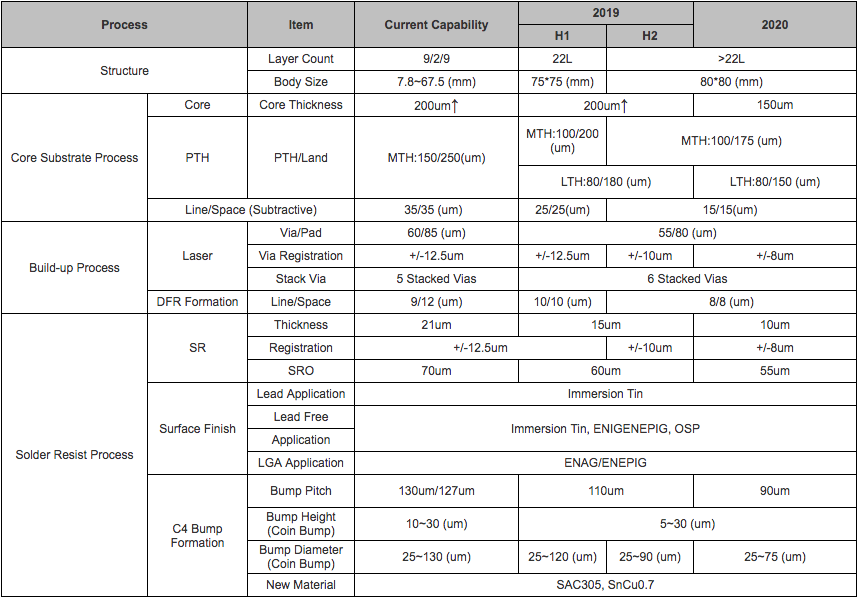 Process Item Current Capability 2019 2020
H1 H2
Structure Layer Count 9/2/9 22L >22L
Body Size 7.8~67.5 (mm) 75*75 (mm) 80*80 (mm)
Core Substrate Process Core Core Thickness 200um↑ 200um↑ 150um
PTH PTH/Land MTH:150/250(um) MTH:100/200
(um) MTH:100/175 (um)
LTH:80/180 (um) LTH:80/150 (um)
Line/Space (Subtractive) 35/35 (um) 25/25(um) 15/15(um)
Build-up Process Laser Via/Pad 60/85 (um) 55/80 (um)
Via Registration +/-12.5um +/-12.5um +/-10um +/-8um
Stack Via 5 Stacked Vias 6 Stacked Vias
DFR Formation Line/Space 9/12 (um) 10/10 (um) 8/8 (um)
Solder Resist Process SR Thickness 21um 15um 10um
Registration +/-12.5um +/-10um +/-8um
SRO 70um 60um 55um
Surface Finish Lead Application Immersion Tin
Lead Free Immersion Tin, ENIGENEPIG, OSP
Application
LGA Application ENAG/ENEPIG
C4 Bump
Formation Bump Pitch 130um/127um 110um 90um
Bump Height
(Coin Bump) 10~30 (um) 5~30 (um)
Bump Diameter
(Coin Bump) 25~130 (um) 25~120 (um) 25~90 (um) 25~75 (um)
New Material SAC305, SnCu0.7